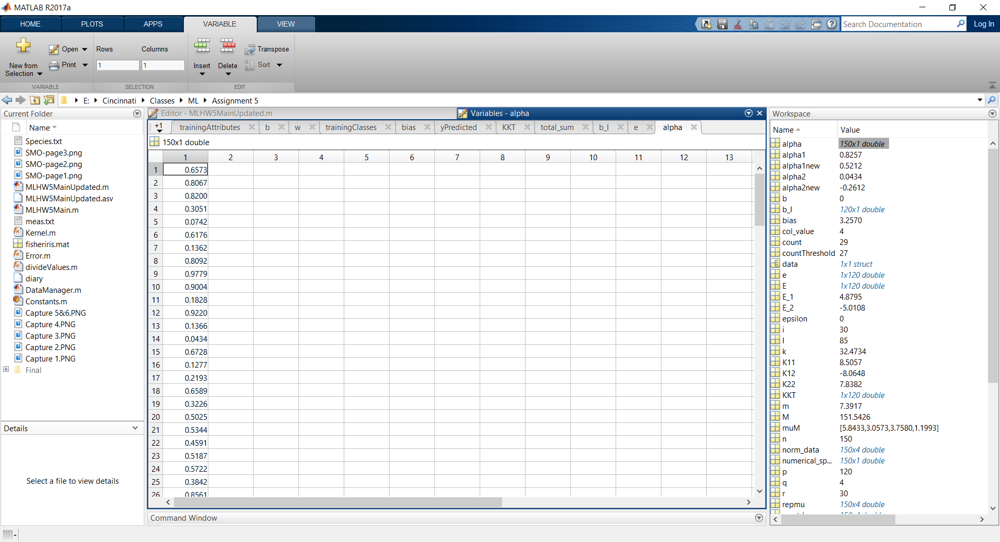 MATLAB R2017a
HOME PLOTS APPS VARIABLE VIEW
Search Documentation
Log In
New from
Selection
Open
Print
VARIABLE
Rows Columns
1 1
SELECTION
Insert
Delete
Transpose
Sort
EDIT
E: Cincinnati Classes ML Assignment 5
Current Folder
Name
Species.txt
SMO-page3.png
SMO-page2.png
SMO-page1.png
MLHW5MainUpdated.m
MLHW5MainUpdated.asv
MLHW5Main.m
meas.txt
Kernel.m
fisheriris.mat
Error.m
divideValues.m
diary
DataManager.m
Constants.m
Capture 5&6.PNG
Capture 4.PNG
Capture 3.PNG
Capture 2.PNG
Capture 1.PNG
Final
Details
Select a file to view details
Editor - MLHW5MainUpdated.m
Variables - alpha
+1 trainingAttributes b w trainingClasses bias yPredicted KKT total_sum b_I e alpha
150x1 double
1 2 3 4 5 6 7 8 9 10 11 12 13
1 0.6573
2 0.8067
3 0.8200
4 0.3051
5 0.0742
6 0.6176
7 0.1362
8 0.8092
9 0.9779
10 0.9004
11 0.1828
12 0.9220
13 0.1366
14 0.0434
15 0.6728
16 0.1277
17 0.2193
18 0.6589
19 0.3226
20 0.5025
21 0.5344
22 0.4591
23 0.5187
24 0.5722
25 0.3842
26 0.8561
Command Window
Workspace
Name Value
alpha 150x1 double
alpha1 0.8257
alpha1new 0.5212
alpha2 0.0434
alpha2new -0.2612
b 0
b_I 120x1 double
bias 3.2570
col_value 4
count 29
countThreshold 27
data 1x1 struct
e 1x120 double
E 1x120 double
E_1 4.8795
E_2 -5.0108
epsilon 0
i 30
I 85
k 32.4734
K11 8.5057
K12 -8.0648
K22 7.8382
KKT 1x120 double
m 7.3917
M 151.5426
muM [5.8433,3.0573,3.7580,1.1993]
n 150
norm_data 150x4 double
numerical_sp... 150x1 double
p 120
q 4
r 30
repmu 150x4 double